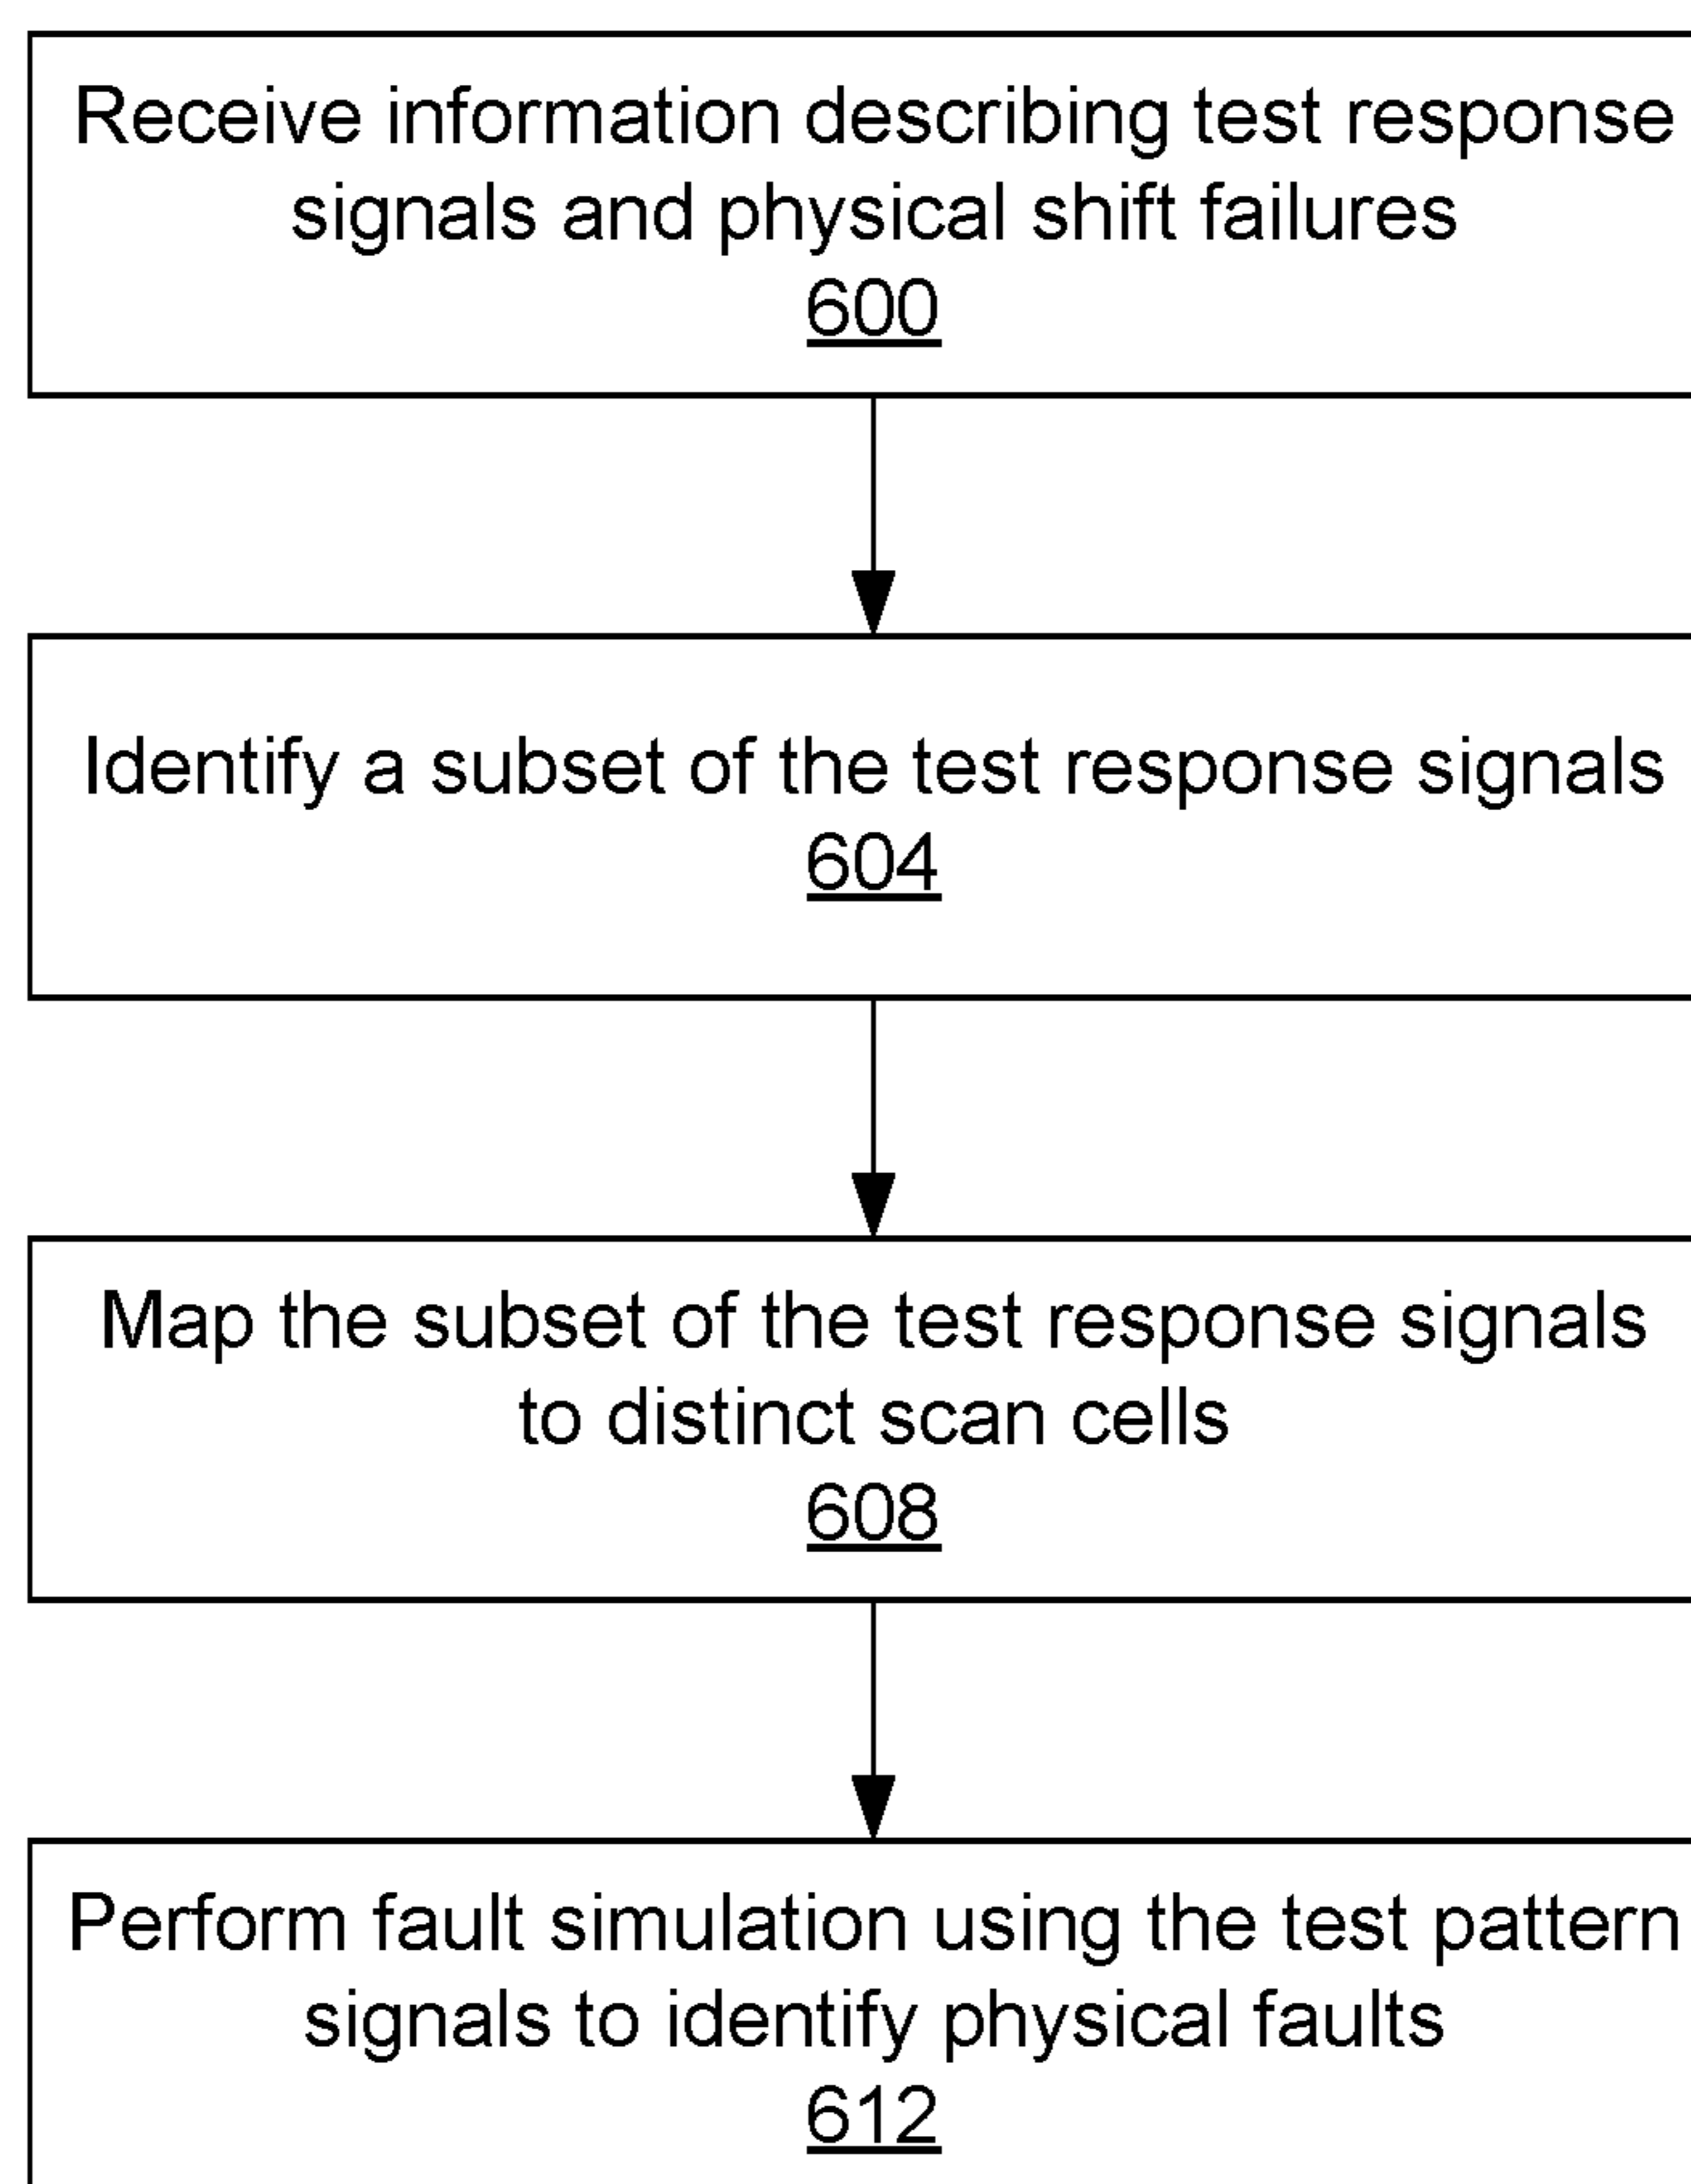 Receive information describing test response
signals and physical shift failures
600
Identify a subset of the test response signals
604
Map the subset of the test response signals
to distinct scan cells
608
Perform fault simulation using the test pattern
signals to identify physical faults
612